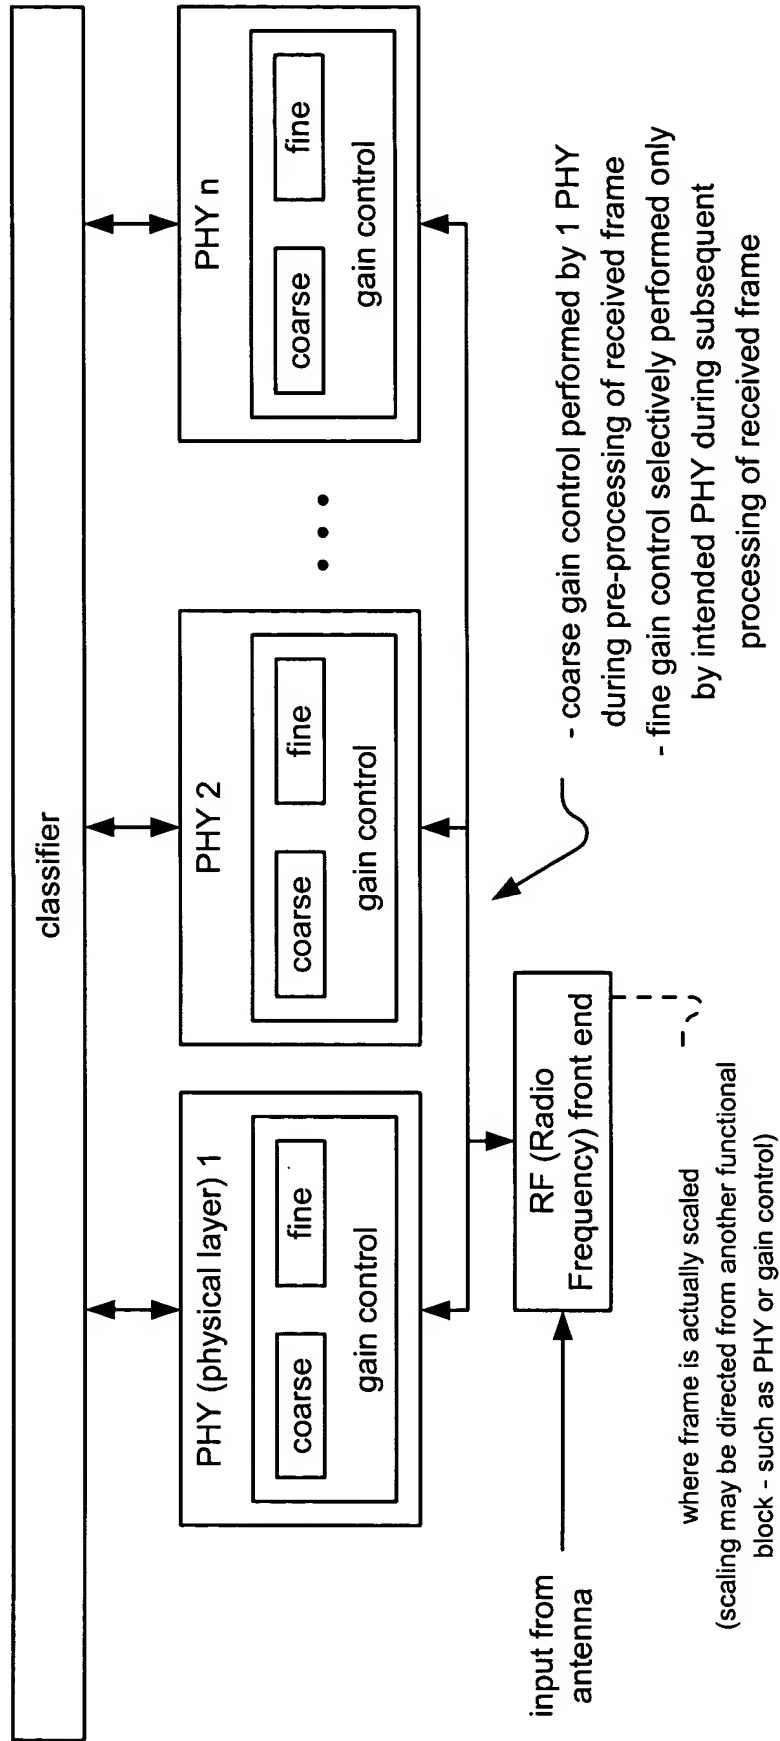 classifier
PHY (physical layer) 1
coarse
fine
gain control
PHY 2
coarse
fine
gain control
PHY n
coarse
fine
gain control
input from
antenna
RF (Radio
Frequency) front end
- coarse gain control performed by 1 PHY
during pre-processing of received frame
- fine gain control selectively performed only
by intended PHY during subsequent
processing of received frame
where frame is actually scaled
(scaling may be directed from another functional
block - such as PHY or gain control)